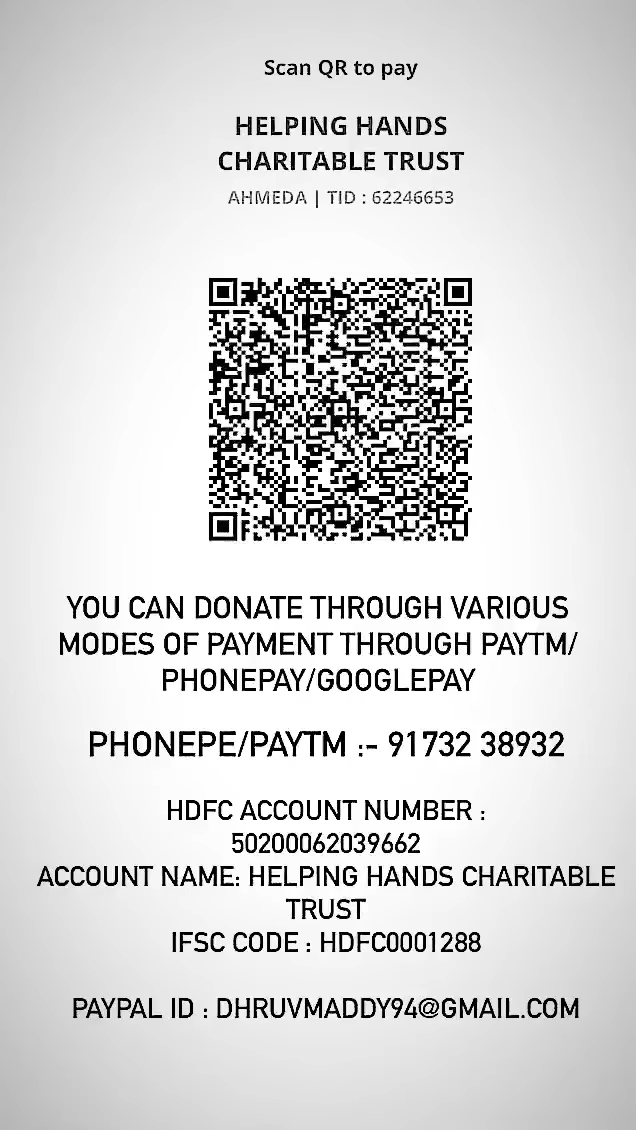 Scan QR to pay
HELPING HANDS
CHARITABLE TRUST
AHMEDA | TID : 62246653
YOU CAN DONATE THROUGH VARIOUS
MODES OF PAYMENT THROUGH PAYTM/
PHONEPAY/GOOGLEPAY
PHONEPE/PAYTM :- 91732 38932
HDFC ACCOUNT NUMBER :
50200062039662
ACCOUNT NAME: HELPING HANDS CHARITABLE
TRUST
IFSC CODE : HDFC0001288
PAYPAL ID : DHRUVMADDY94@GMAIL.COM